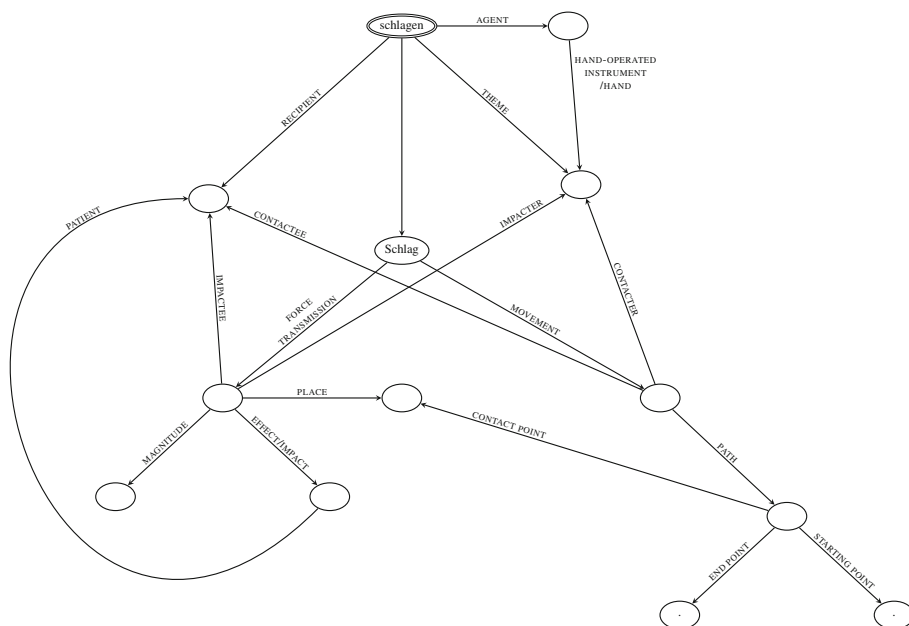 schlagen
AGENT
HAND-OPERATED
INSTRUMENT
/HAND
RECIPIENT
THEME
PATIENT
CONTACTEE
IMPACTER
Schlag
IMPACTEE
FORCE
TRANSMISSION
MOVEMENT
CONTACTER
PLACE
CONTACT POINT
MAGNITUDE
EFFECT/IMPACT
PATH
END POINT
STARTING POINT
.
.